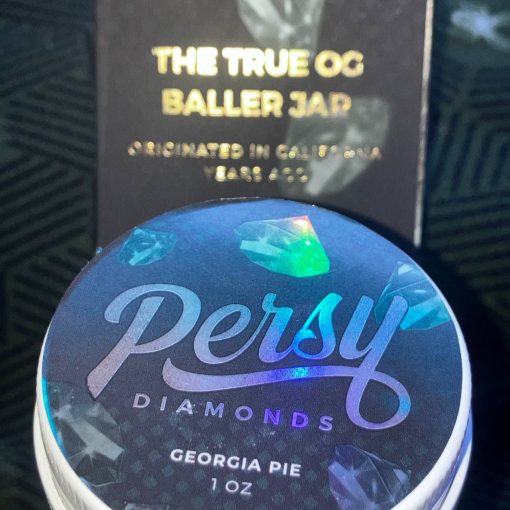 THE TRUE OG
BALLER JAR
ORIGINATED IN CALIFORNIA
YEARS AGO
Persy
DIAMONDS
GEORGIA PIE
1 OZ